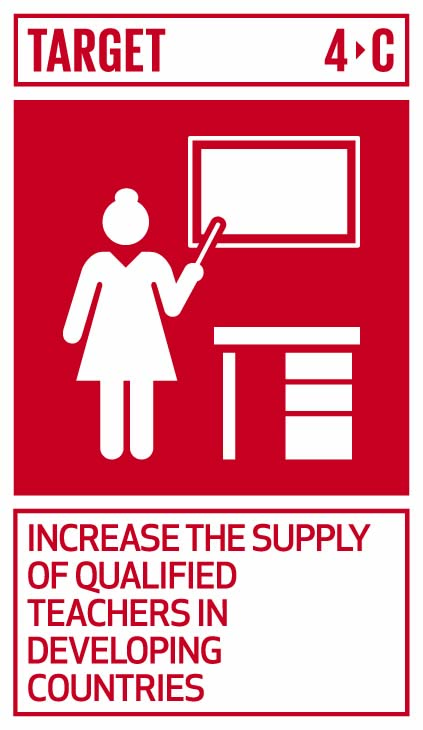 TARGET 4▸C
INCREASE THE SUPPLY
OF QUALIFIED
TEACHERS IN
DEVELOPING
COUNTRIES